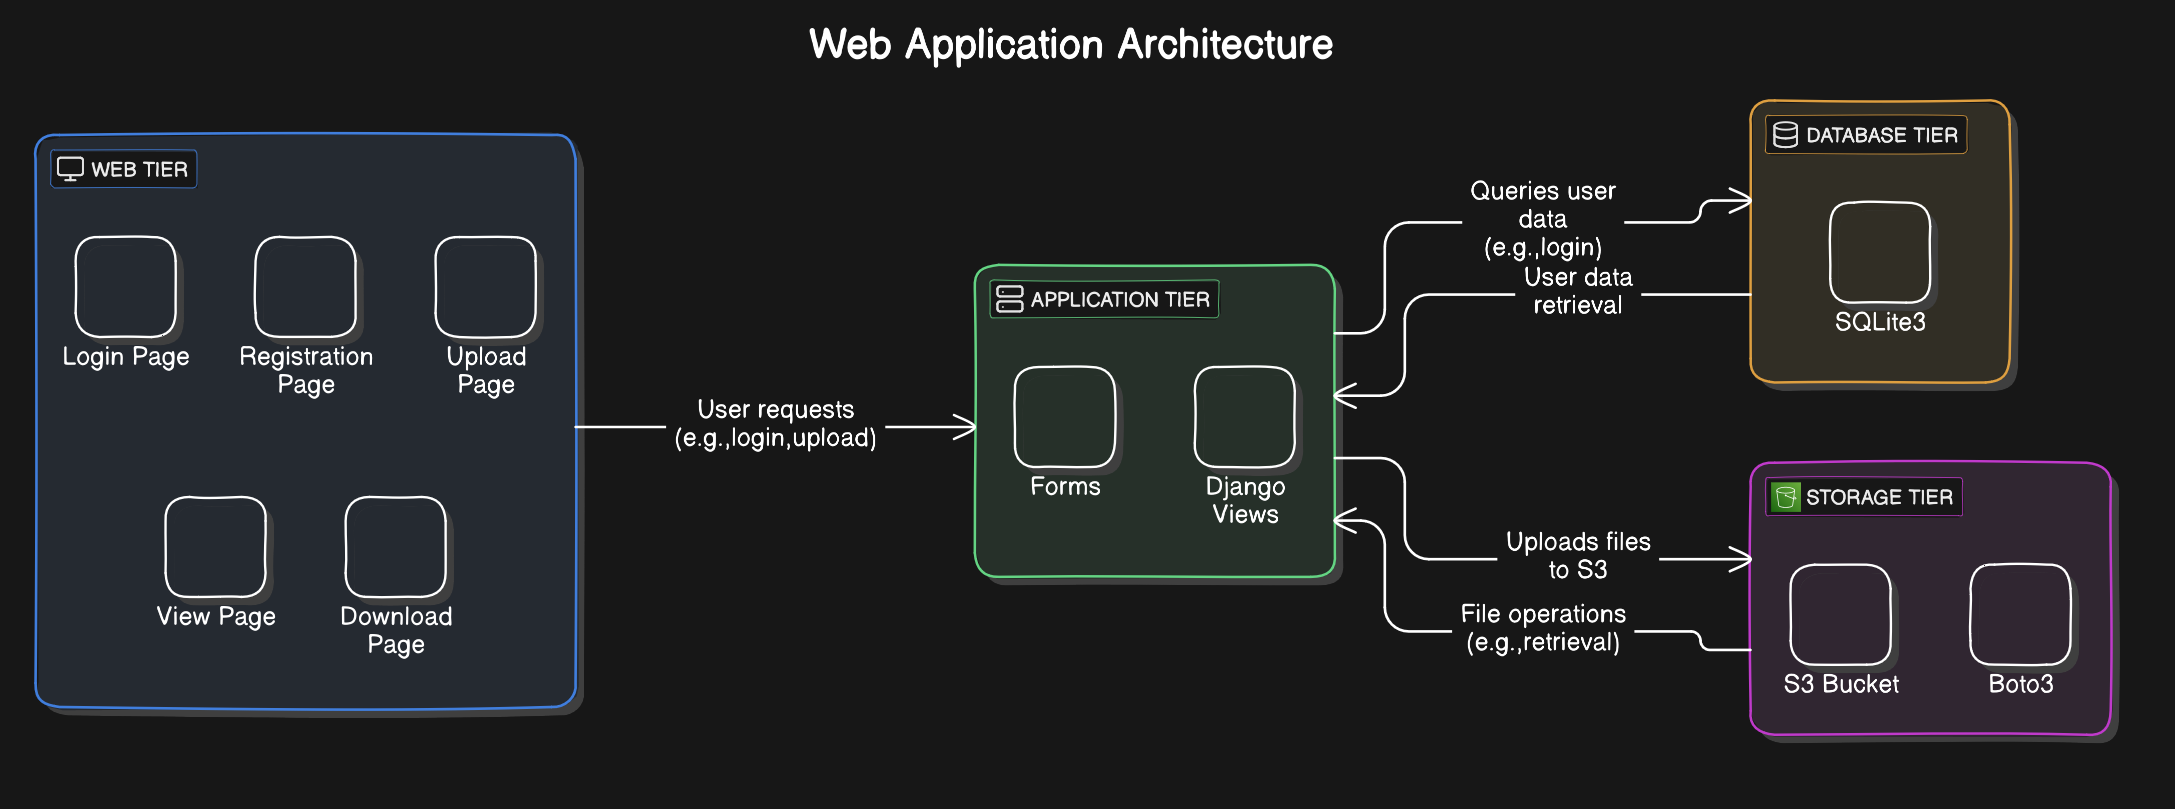 Web Application Architecture
WEB TIER
Login Page
Registration
Page
Upload
Page
View Page
Download
Page
User requests
(e.g.,login,upload)
APPLICATION TIER
Forms
Django
Views
Queries user
data
(e.g.,login)
User data
retrieval
DATABASE TIER
SQLite3
Uploads files
to S3
File operations
(e.g.,retrieval)
STORAGE TIER
S3 Bucket
Boto3